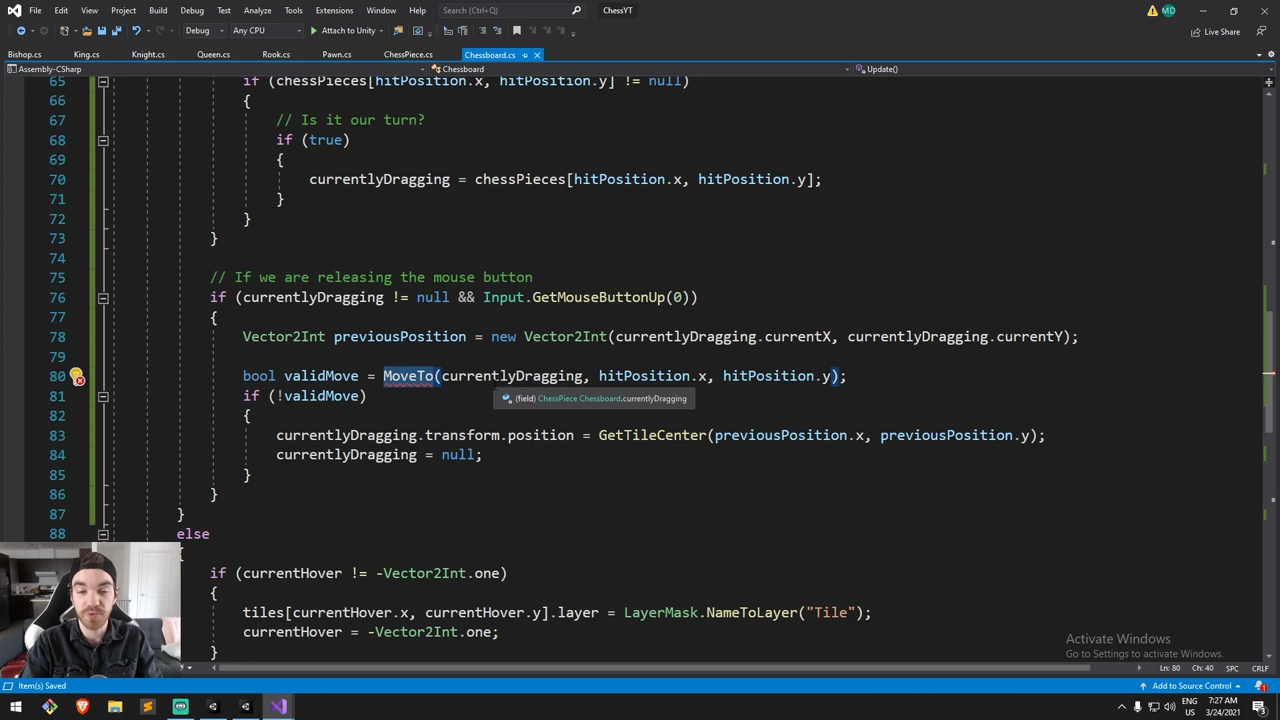 File Edit View Project Build Debug Test Analyze Tools Extensions Window Help Search (Ctrl+Q) ChessYT MD
Debug Any CPU Attach to Unity Live Share
Bishop.cs King.cs Knight.cs Queen.cs Rook.cs Pawn.cs ChessPiece.cs Chessboard.cs
Assembly-CSharp Chessboard Update()
65 if (chessPieces[hitPosition.x, hitPosition.y] != null)
66 {
67 // Is it our turn?
68 if (true)
69 {
70 currentlyDragging = chessPieces[hitPosition.x, hitPosition.y];
71 }
72 }
73 }
74
75 // If we are releasing the mouse button
76 if (currentlyDragging != null && Input.GetMouseButtonUp(0))
77 {
78 Vector2Int previousPosition = new Vector2Int(currentlyDragging.currentX, currentlyDragging.currentY);
79
80 bool validMove = MoveTo(currentlyDragging, hitPosition.x, hitPosition.y);
81 if (!validMove)
(field) ChessPiece Chessboard.currentlyDragging
82 {
83 currentlyDragging.transform.position = GetTileCenter(previousPosition.x, previousPosition.y);
84 currentlyDragging = null;
85 }
86 }
87 }
88 else
{
if (currentHover != -Vector2Int.one)
{
tiles[currentHover.x, currentHover.y].layer = LayerMask.NameToLayer("Tile");
currentHover = -Vector2Int.one;
}
Activate Windows
Go to Settings to activate Windows.
Ln: 80 Ch: 40 SPC CRLF
Item(s) Saved Add to Source Control 1
ENG 7:27 AM
US 3/24/2021 3